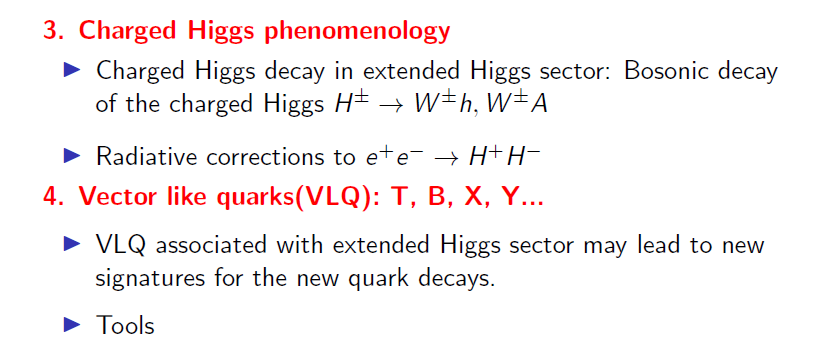 3. Charged Higgs phenomenology
▶ Charged Higgs decay in extended Higgs sector: Bosonic decay
of the charged Higgs H± → W±h, W±A
▶ Radiative corrections to e+e− → H+H−
4. Vector like quarks(VLQ): T, B, X, Y...
▶ VLQ associated with extended Higgs sector may lead to new
signatures for the new quark decays.
▶ Tools